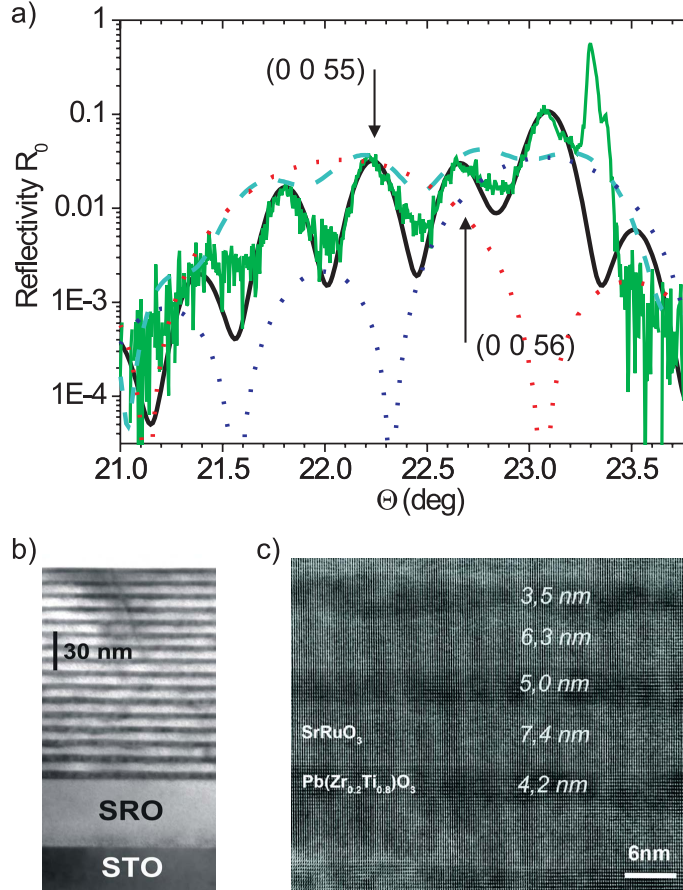 a)
(0 0 55)
1
0.1
0.01
1E−3
1E−4
Reflectivity R₀
(0 0 56)
21.0 21.5 22.0 22.5 23.0 23.5
Θ (deg)
b)
30 nm
SRO
STO
c)
3,5 nm
6,3 nm
5,0 nm
SrRuO₃ 7,4 nm
Pb(Zr₀.₂Ti₀.₈)O₃ 4,2 nm
6nm